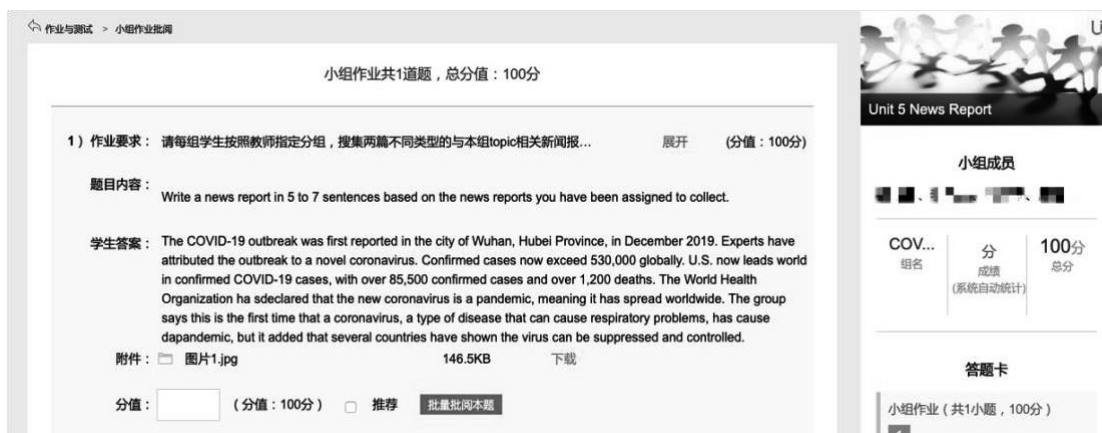 作业与测试 > 小组作业批阅
小组作业共1道题，总分值：100分
1）作业要求： 请每组学生按照教师指定分组，搜集两篇不同类型的与本组topic相关新闻报... 展开 （分值：100分）
题目内容：
Write a news report in 5 to 7 sentences based on the news reports you have been assigned to collect.
学生答案： The COVID-19 outbreak was first reported in the city of Wuhan, Hubei Province, in December 2019. Experts have
attributed the outbreak to a novel coronavirus. Confirmed cases now exceed 530,000 globally. U.S. now leads world
in confirmed COVID-19 cases, with over 85,500 confirmed cases and over 1,200 deaths. The World Health
Organization ha sdeclared that the new coronavirus is a pandemic, meaning it has spread worldwide. The group
says this is the first time that a coronavirus, a type of disease that can cause respiratory problems, has cause
dapandemic, but it added that several countries have shown the virus can be suppressed and controlled.
附件： 图片1.jpg 146.5KB 下载
分值： （分值：100分） 推荐 批量批阅本题
Unit 5 News Report
小组成员
COV... 分 100分
组名 成绩 总分
(系统自动统计)
答题卡
小组作业（共1小题，100分）